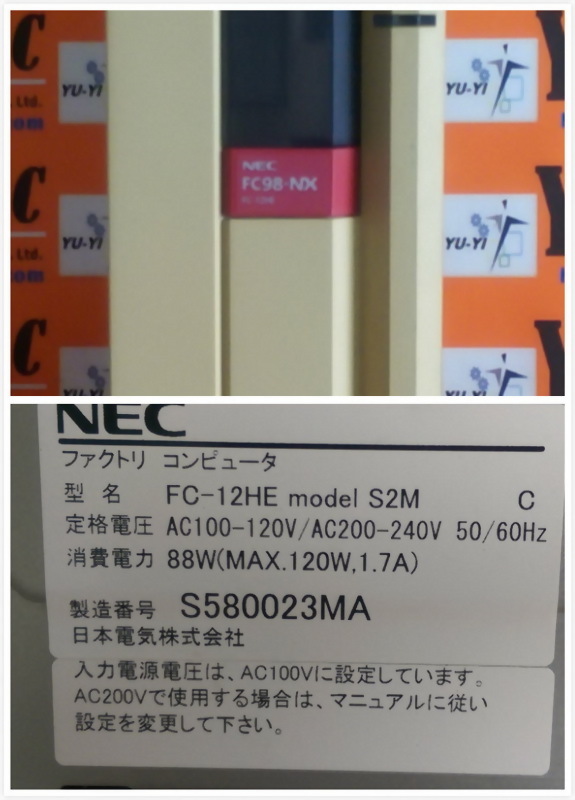 C
YU-YI
YU-YI
., Ltd.
om
NEC
FC98-NX
FC-12HE
C
YU-YI
YU-YI
., Ltd.
com
Y
C
NEC
ファクトリ コンピュータ
型 名 FC-12HE model S2M C
定格電圧 AC100-120V/AC200-240V 50/60Hz
消費電力 88W(MAX.120W,1.7A)
製造番号 S580023MA
日本電気株式会社
入力電源電圧は、AC100Vに設定しています。
AC200Vで使用する場合は、マニュアルに従い
設定を変更して下さい。